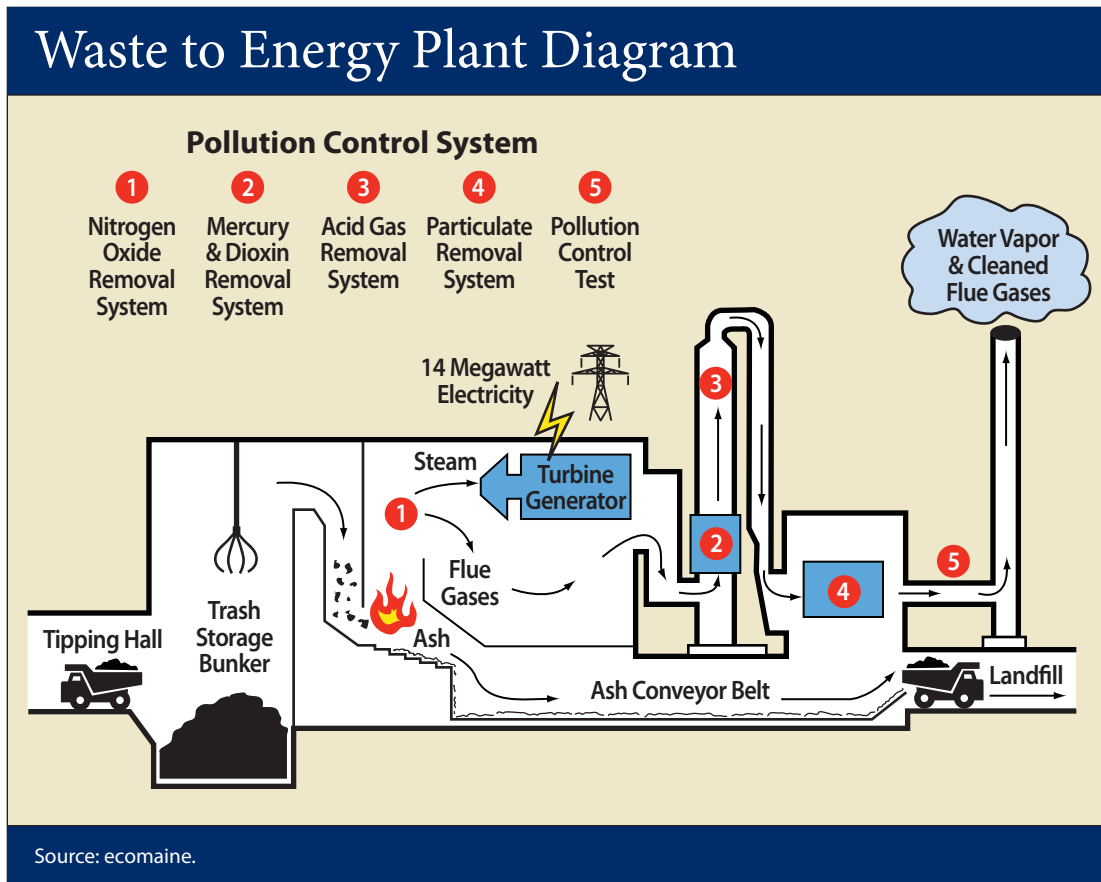 Waste to Energy Plant Diagram
Pollution Control System
1
Nitrogen
Oxide
Removal
System
2
Mercury
& Dioxin
Removal
System
3
Acid Gas
Removal
System
4
Particulate
Removal
System
5
Pollution
Control
Test
Water Vapor
& Cleaned
Flue Gases
14 Megawatt
Electricity
3
Steam
Turbine
Generator
1
2
Flue
Gases
5
4
Tipping Hall
Trash
Storage
Bunker
Ash
Ash Conveyor Belt
Landfill
Source: ecomaine.